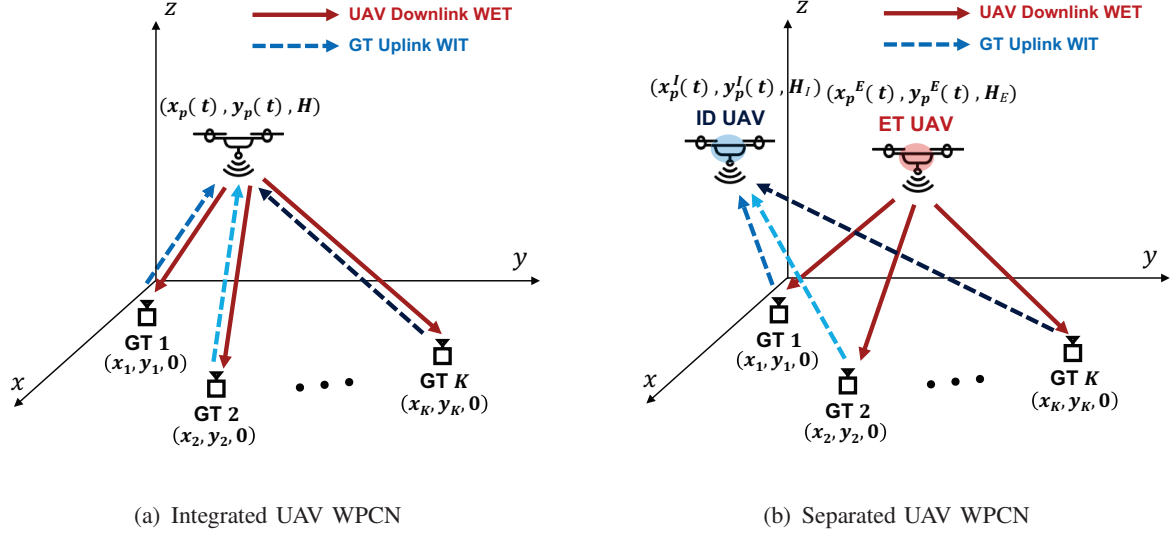 z
UAV Downlink WET
GT Uplink WIT
(x_p(t), y_p(t), H)
y
x
GT 1
(x_1, y_1, 0)
GT 2
(x_2, y_2, 0)
• • •
GT K
(x_K, y_K, 0)
(a) Integrated UAV WPCN
z
UAV Downlink WET
GT Uplink WIT
(x_p^I(t), y_p^I(t), H_I)
ID UAV
(x_p^E(t), y_p^E(t), H_E)
ET UAV
y
x
GT 1
(x_1, y_1, 0)
GT 2
(x_2, y_2, 0)
• • •
GT K
(x_K, y_K, 0)
(b) Separated UAV WPCN